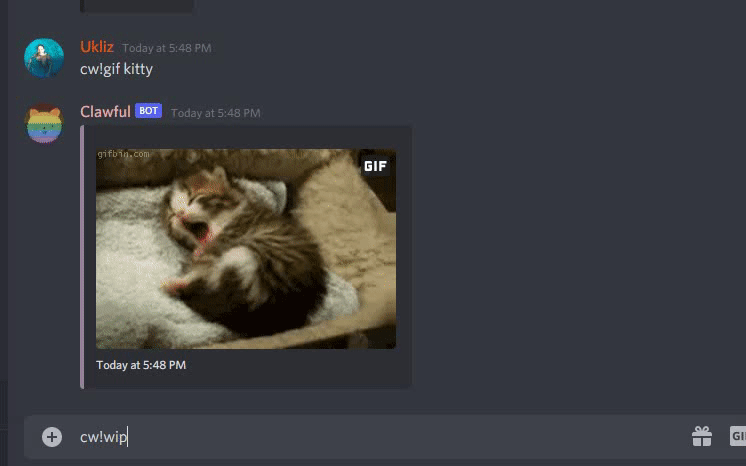 Ukliz Today at 5:48 PM
cw!gif kitty
Clawful BOT Today at 5:48 PM
gifbin.com
GIF
Today at 5:48 PM
cw!wip
GI